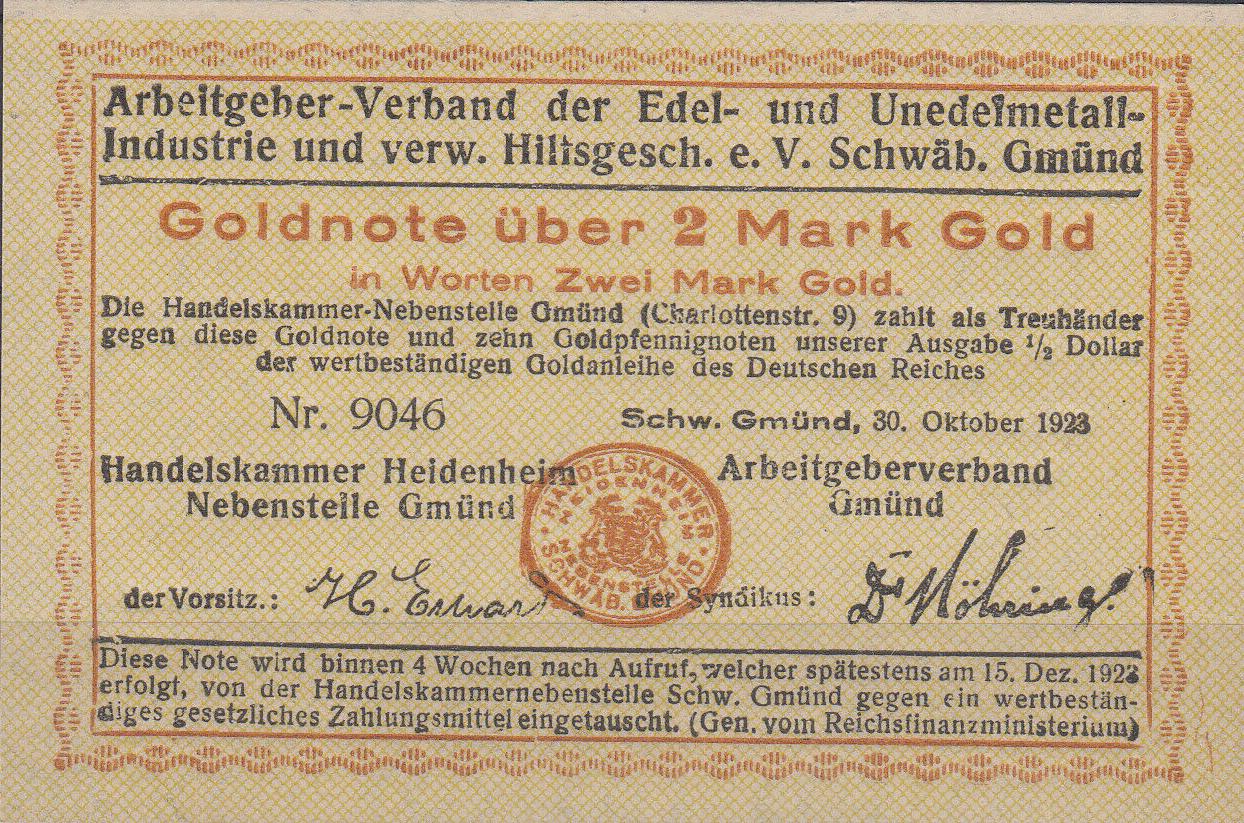 Arbeitgeber-Verband der Edel- und Unedelmetall-
Industrie und verw. Hilfsgesch. e. V. Schwäb. Gmünd
Goldnote über 2 Mark Gold
in Worten Zwei Mark Gold.
Die Handelskammer-Nebenstelle Gmünd (Charlottenstr. 9) zahlt als Treuhänder
gegen diese Goldnote und zehn Goldpfennignoten unserer Ausgabe ½ Dollar
der wertbeständigen Goldanleihe des Deutschen Reiches
Nr. 9046
Schw. Gmünd, 30. Oktober 1923
Handelskammer Heidenheim
Nebenstelle Gmünd
HANDELSKAMMER
HEIDENHEIM
NEBENSTELLE
SCHWÄB. GMÜND
Arbeitgeberverband
Gmünd
der Vorsitz.:
der Syndikus: Dr Möhring
Diese Note wird binnen 4 Wochen nach Aufruf, welcher spätestens am 15. Dez. 1923
erfolgt, von der Handelskammernebenstelle Schw. Gmünd gegen ein wertbestän-
diges gesetzliches Zahlungsmittel eingetauscht. (Gen. vom Reichsfinanzministerium)